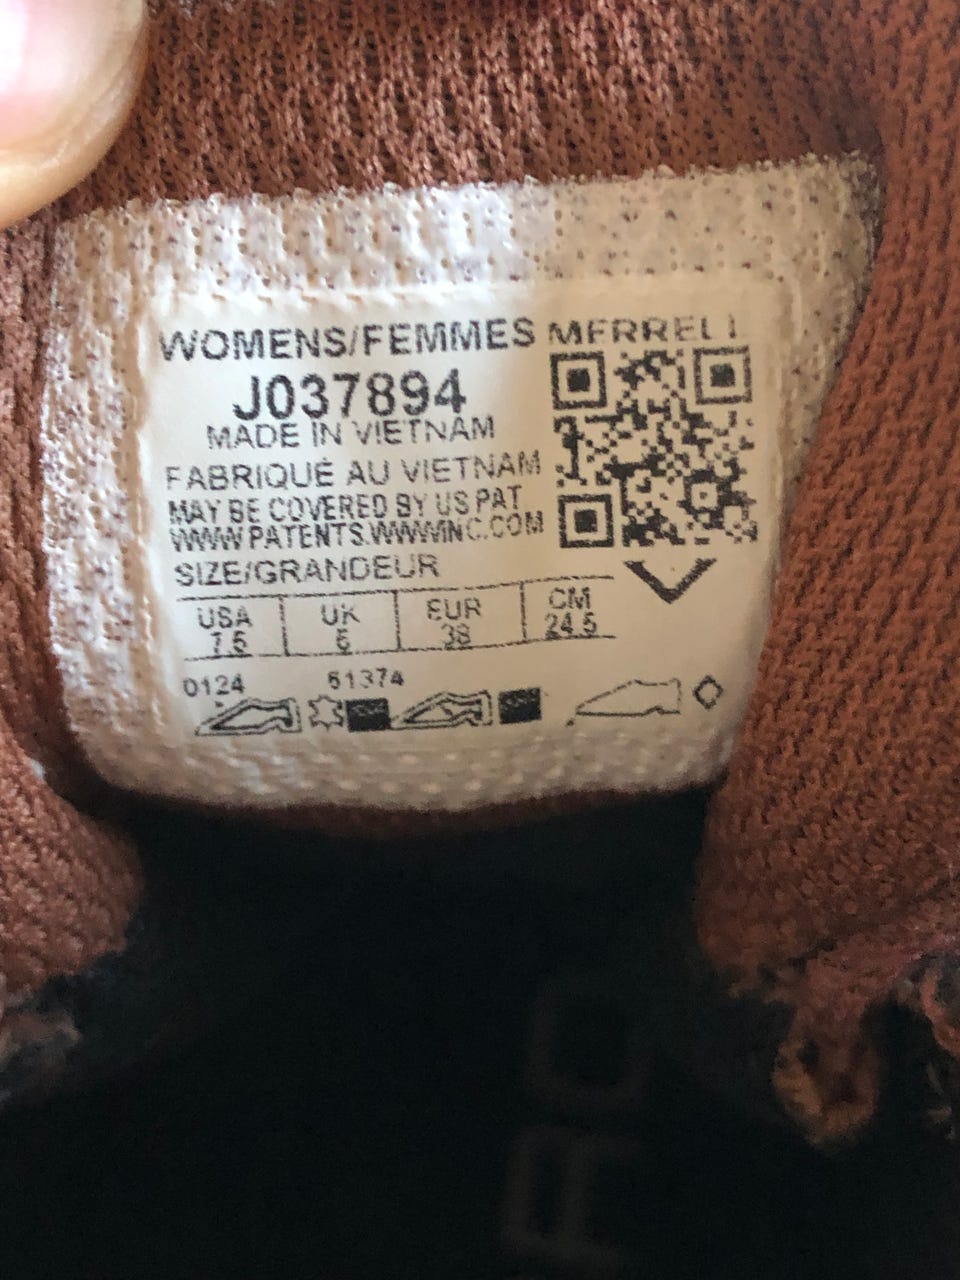 WOMENS/FEMMES MERRELL
J037894
MADE IN VIETNAM
FABRIQUÉ AU VIETNAM
MAY BE COVERED BY US PAT
WWW.PATENTS.WWWINC.COM
SIZE/GRANDEUR
USA UK EUR CM
7.5 5 38 24.5
0124 51374